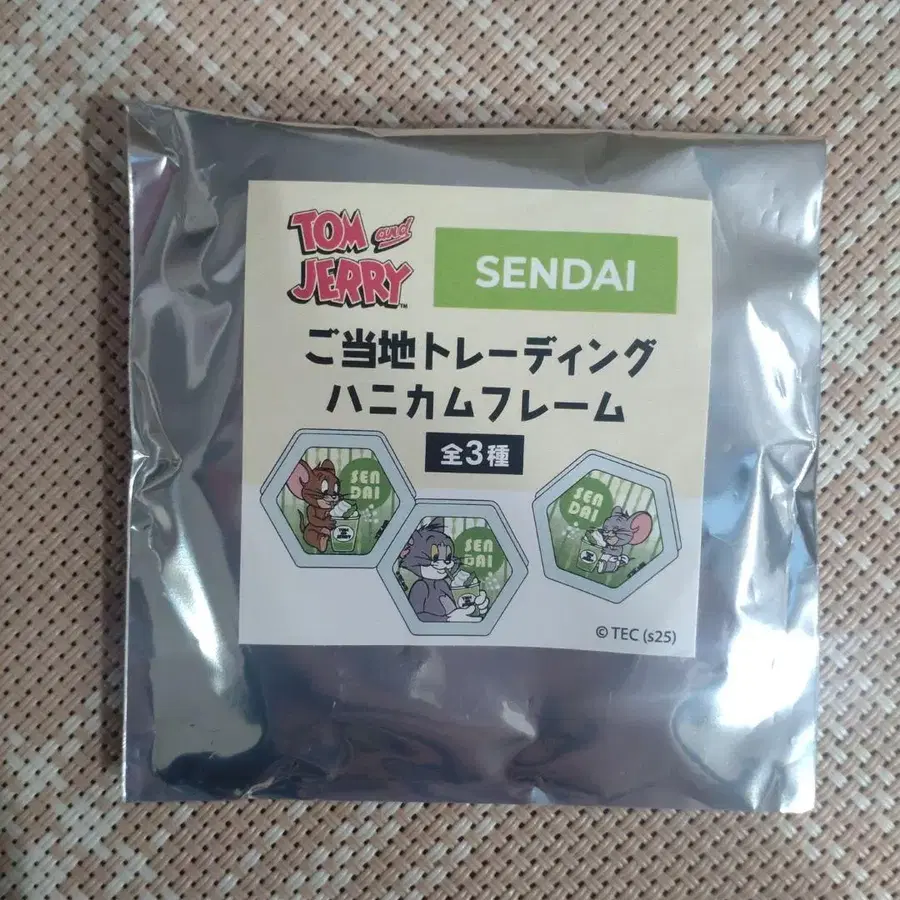 TOM and
JERRY™
SENDAI
ご当地トレーディング
ハニカムフレーム
全3種
SEN
DAI
SEN
DAI
SEN
DAI
© TEC (s25)